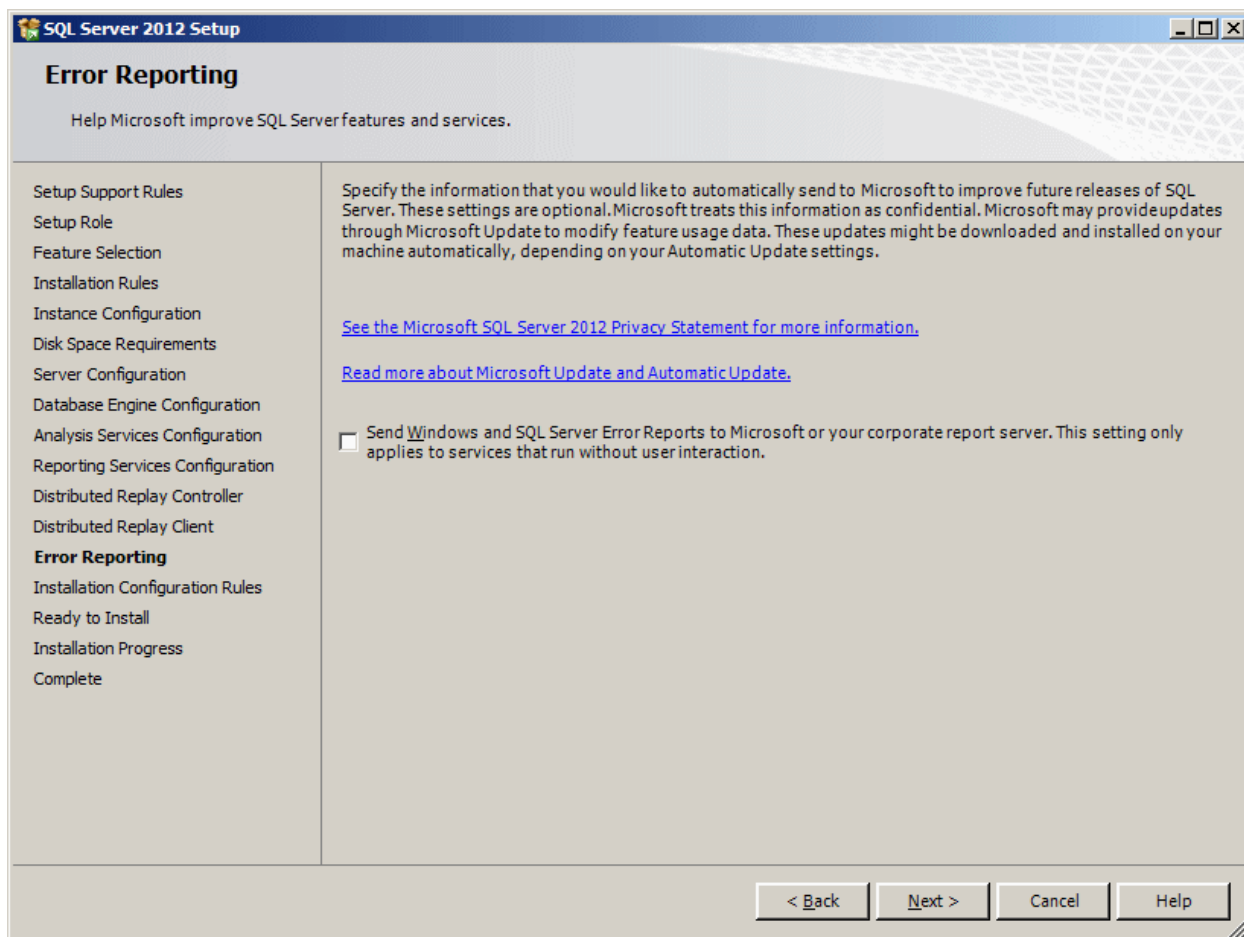 SQL Server 2012 Setup
Error Reporting
Help Microsoft improve SQL Server features and services.
Setup Support Rules
Setup Role
Feature Selection
Installation Rules
Instance Configuration
Disk Space Requirements
Server Configuration
Database Engine Configuration
Analysis Services Configuration
Reporting Services Configuration
Distributed Replay Controller
Distributed Replay Client
Error Reporting
Installation Configuration Rules
Ready to Install
Installation Progress
Complete
Specify the information that you would like to automatically send to Microsoft to improve future releases of SQL
Server. These settings are optional. Microsoft treats this information as confidential. Microsoft may provide updates
through Microsoft Update to modify feature usage data. These updates might be downloaded and installed on your
machine automatically, depending on your Automatic Update settings.
See the Microsoft SQL Server 2012 Privacy Statement for more information.
Read more about Microsoft Update and Automatic Update.
Send Windows and SQL Server Error Reports to Microsoft or your corporate report server. This setting only
applies to services that run without user interaction.
< Back Next > Cancel Help